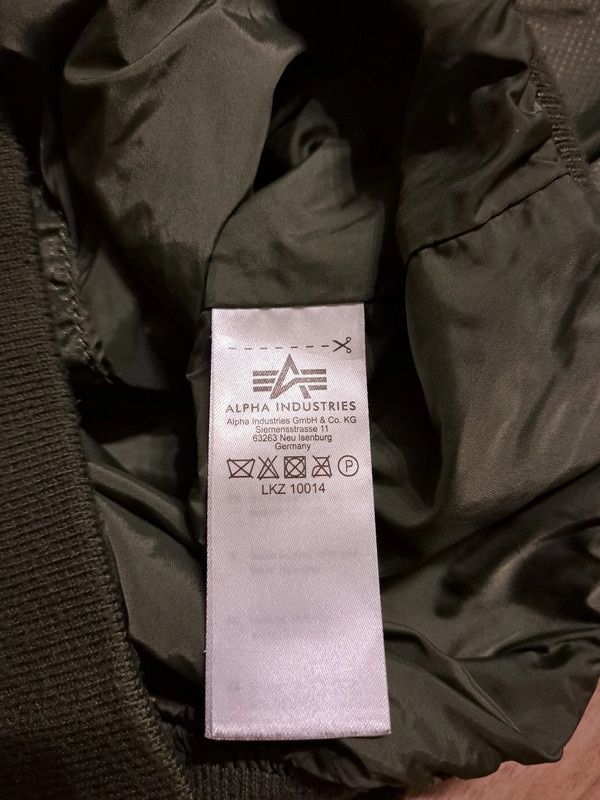 ALPHA INDUSTRIES
Alpha Industries GmbH & Co. KG
Siemensstrasse 11
63263 Neu Isenburg
Germany
P
LKZ 10014